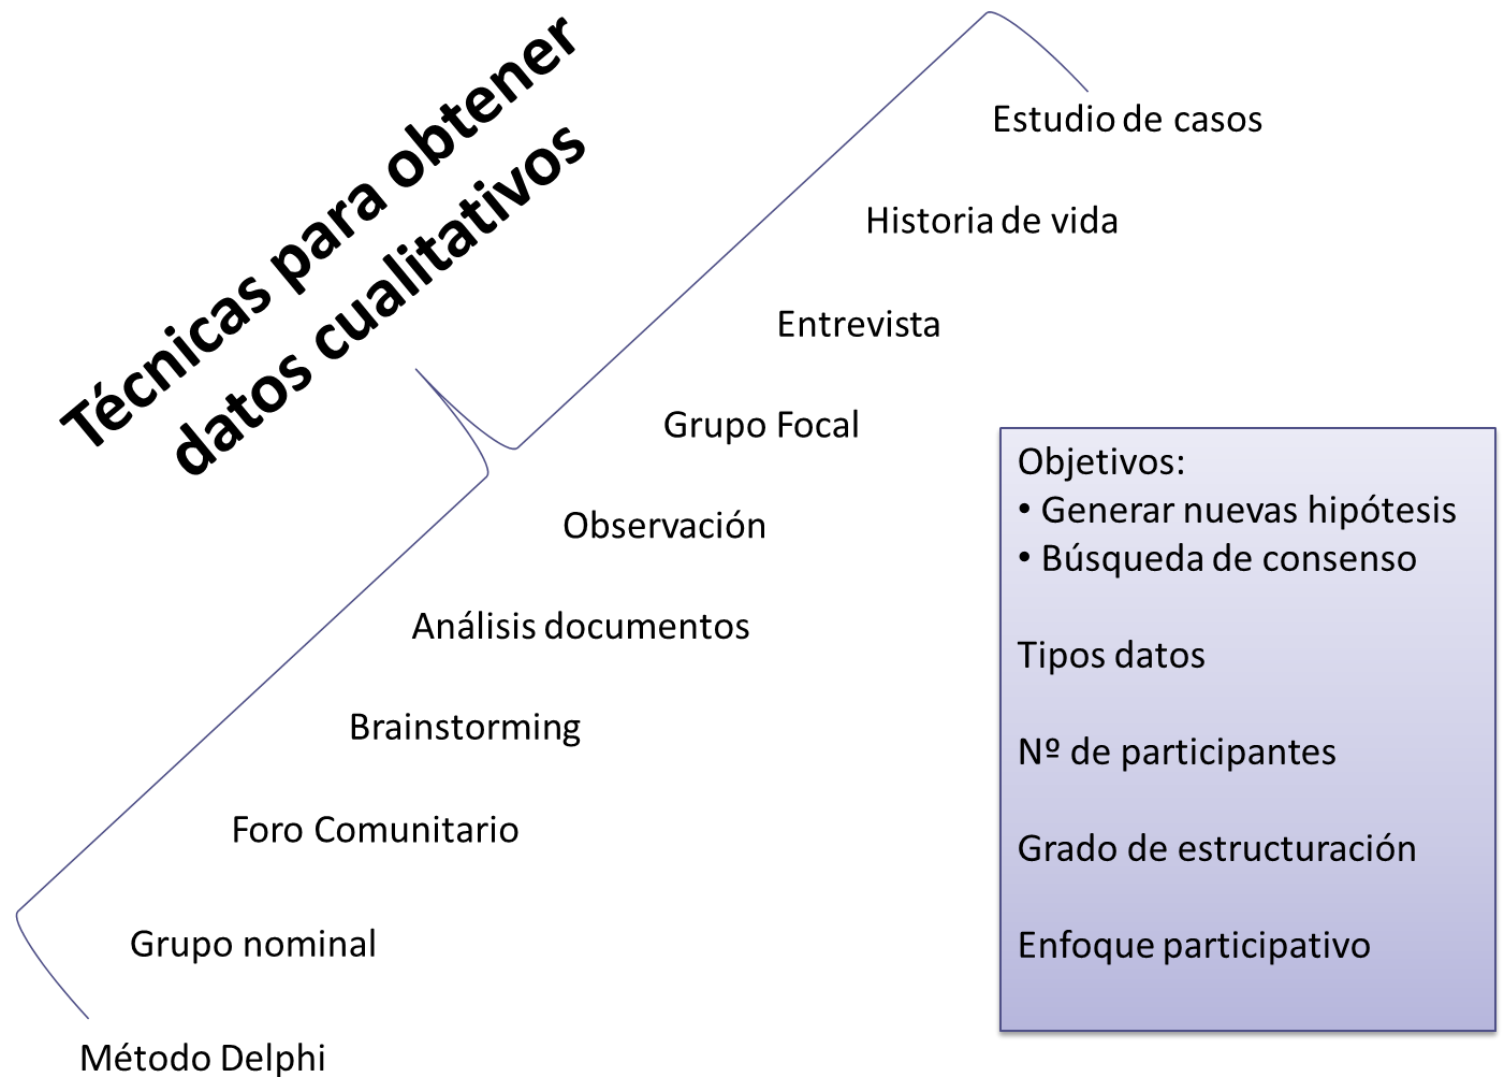 Técnicas para obtener
datos cualitativos
Estudio de casos
Historia de vida
Entrevista
Grupo Focal
Observación
Análisis documentos
Brainstorming
Foro Comunitario
Grupo nominal
Método Delphi
Objetivos:
• Generar nuevas hipótesis
• Búsqueda de consenso
Tipos datos
Nº de participantes
Grado de estructuración
Enfoque participativo